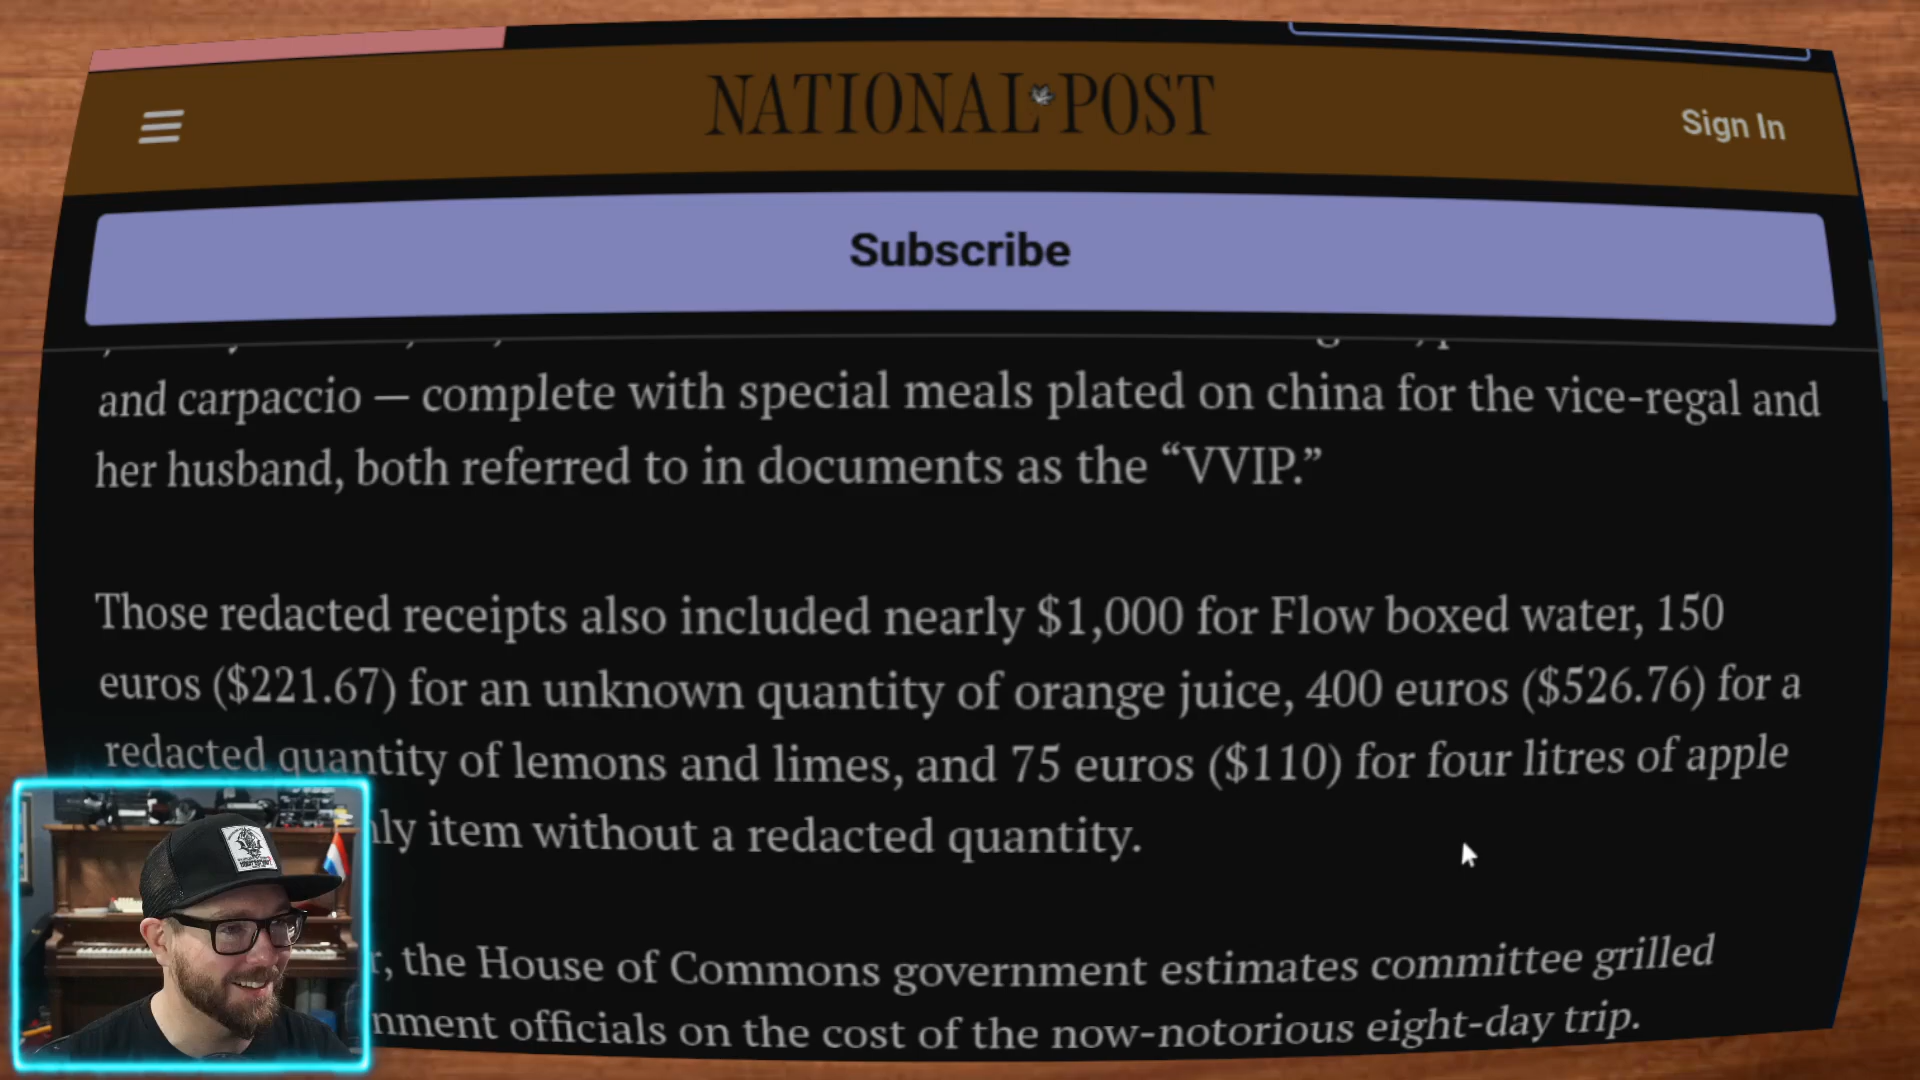 NATIONAL POST
Sign In
Subscribe
and carpaccio — complete with special meals plated on china for the vice-regal and
her husband, both referred to in documents as the “VVIP.”
Those redacted receipts also included nearly $1,000 for Flow boxed water, 150
euros ($221.67) for an unknown quantity of orange juice, 400 euros ($526.76) for a
redacted quantity of lemons and limes, and 75 euros ($110) for four litres of apple
item without a redacted quantity.
the House of Commons government estimates committee grilled
officials on the cost of the now-notorious eight-day trip.